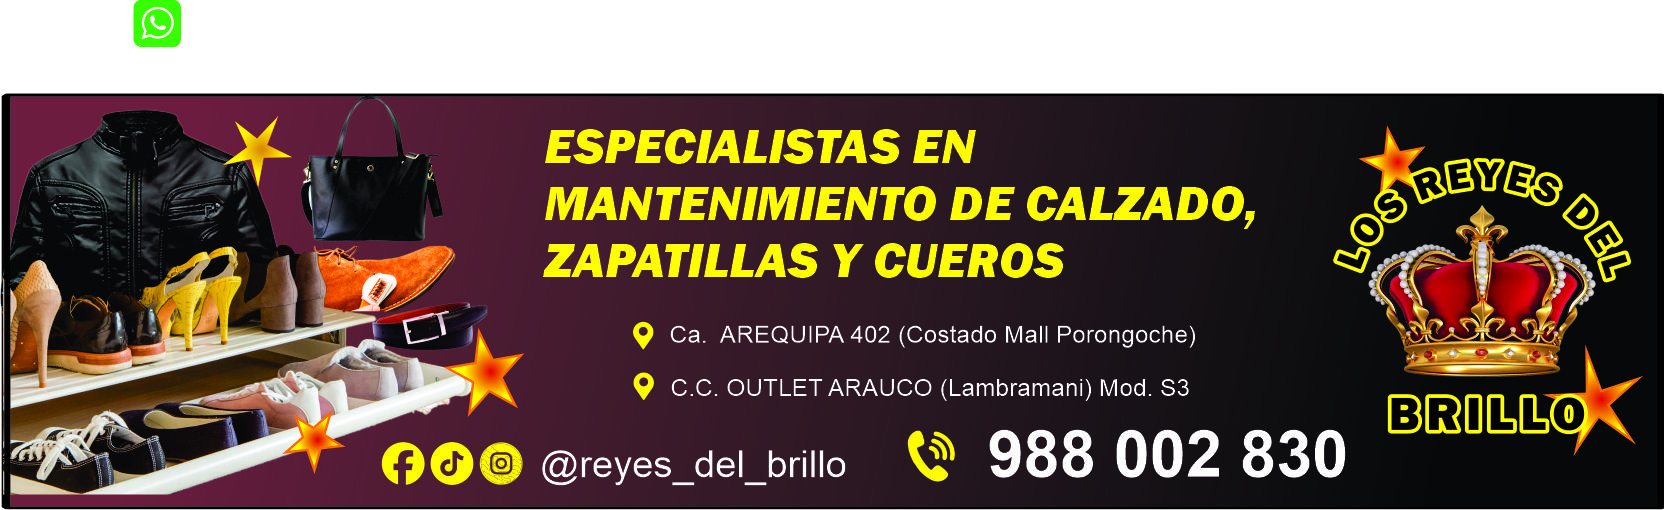 ESPECIALISTAS EN
MANTENIMIENTO DE CALZADO,
ZAPATILLAS Y CUEROS
Ca. AREQUIPA 402 (Costado Mall Porongoche)
C.C. OUTLET ARAUCO (Lambramani) Mod. S3
@reyes_del_brillo
988 002 830
LOS REYES DEL
BRILLO